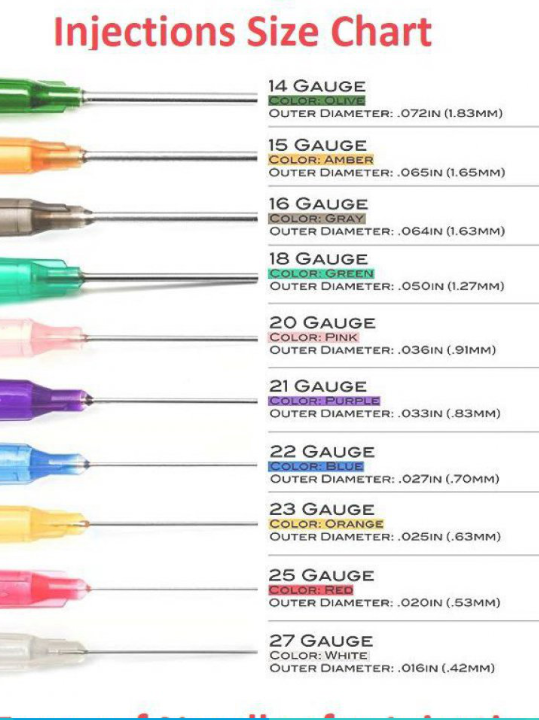 Injections Size Chart
14 GAUGE
COLOR: OLIVE
OUTER DIAMETER: .072IN (1.83MM)
15 GAUGE
COLOR: AMBER
OUTER DIAMETER: .065IN (1.65MM)
16 GAUGE
COLOR: GRAY
OUTER DIAMETER: .064IN (1.63MM)
18 GAUGE
COLOR: GREEN
OUTER DIAMETER: .050IN (1.27MM)
20 GAUGE
COLOR: PINK
OUTER DIAMETER: .036IN (.91MM)
21 GAUGE
COLOR: PURPLE
OUTER DIAMETER: .033IN (.83MM)
22 GAUGE
COLOR: BLUE
OUTER DIAMETER: .027IN (.70MM)
23 GAUGE
COLOR: ORANGE
OUTER DIAMETER: .025IN (.63MM)
25 GAUGE
COLOR: RED
OUTER DIAMETER: .020IN (.53MM)
27 GAUGE
COLOR: WHITE
OUTER DIAMETER: .016IN (.42MM)